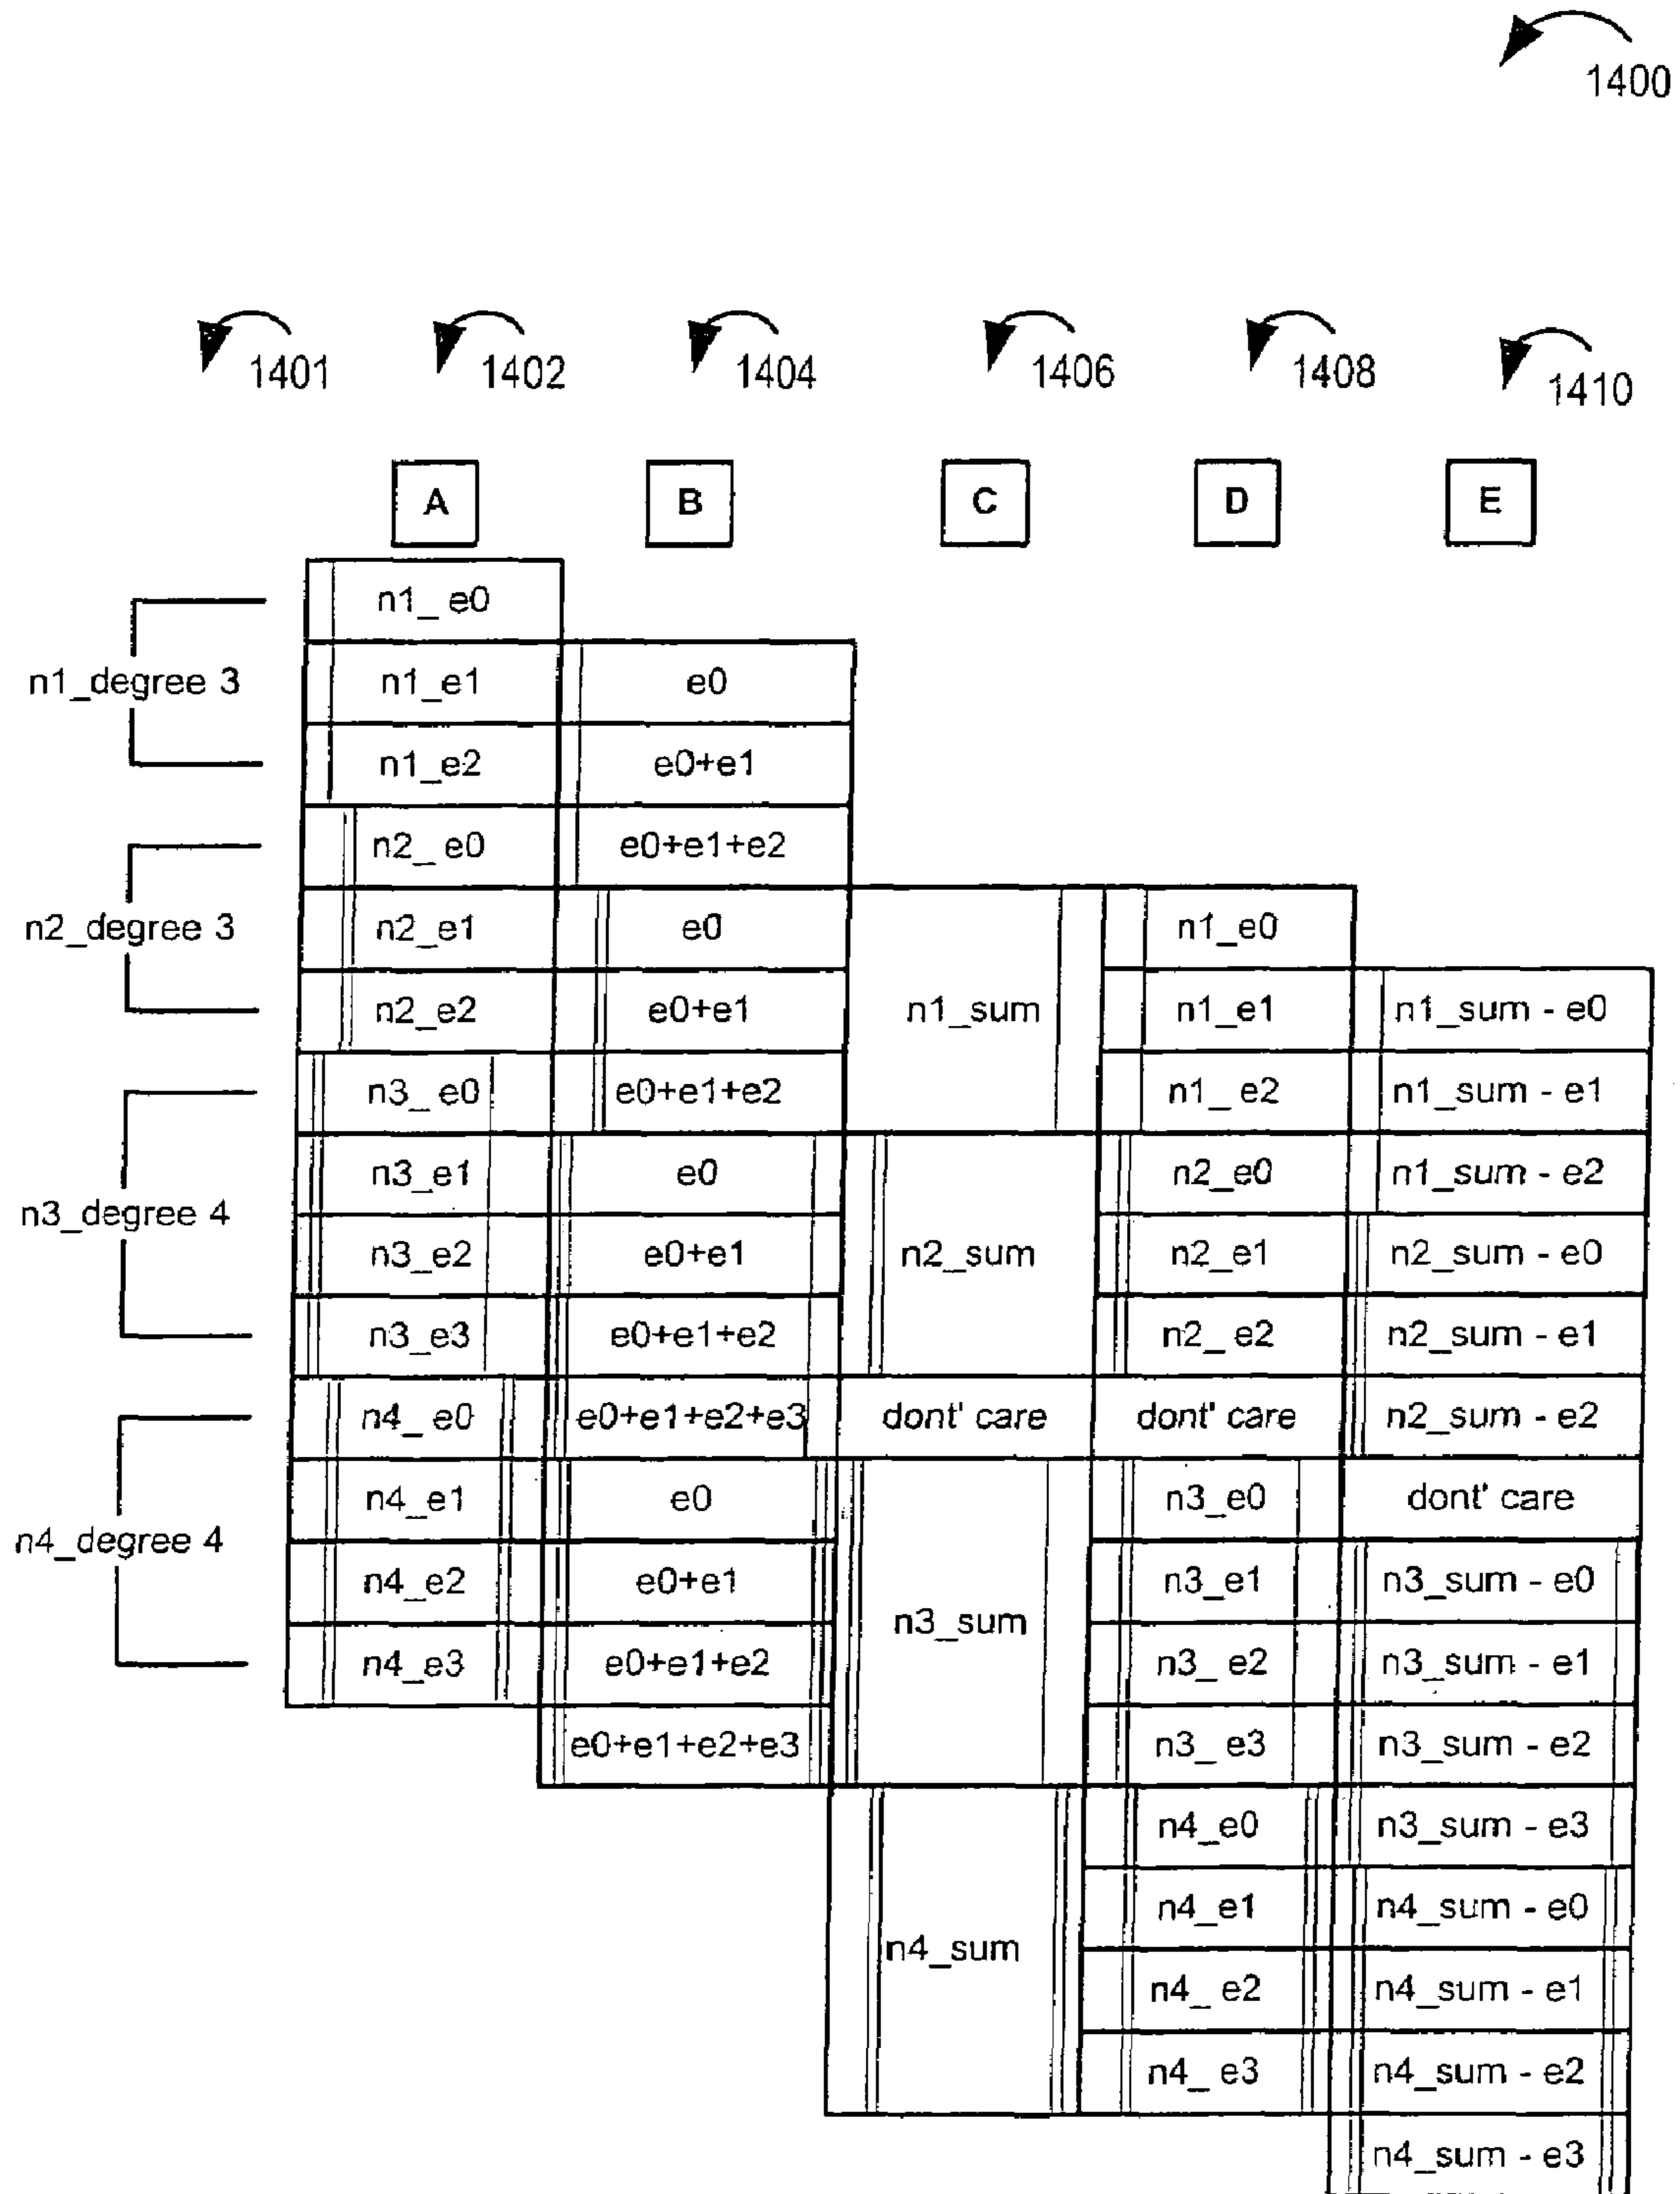 1400
1401 1402 1404 1406 1408 1410
A B C D E
n1_ e0
n1_degree 3 n1_e1 e0
n1_e2 e0+e1
n2_ e0 e0+e1+e2
n2_degree 3 n2_e1 e0 n1_e0
n2_e2 e0+e1 n1_sum n1_e1 n1_sum - e0
n3_ e0 e0+e1+e2 n1_ e2 n1_sum - e1
n3_e1 e0 n2_e0 n1_sum - e2
n3_degree 4 n3_e2 e0+e1 n2_sum n2_e1 n2_sum - e0
n3_e3 e0+e1+e2 n2_ e2 n2_sum - e1
n4_ e0 e0+e1+e2+e3 dont' care dont' care n2_sum - e2
n4_e1 e0 n3_e0 dont' care
n4_degree 4 n4_e2 e0+e1 n3_sum n3_e1 n3_sum - e0
n4_e3 e0+e1+e2 n3_ e2 n3_sum - e1
e0+e1+e2+e3 n3_ e3 n3_sum - e2
n4_e0 n3_sum - e3
n4_sum n4_e1 n4_sum - e0
n4_ e2 n4_sum - e1
n4_ e3 n4_sum - e2
n4_sum - e3